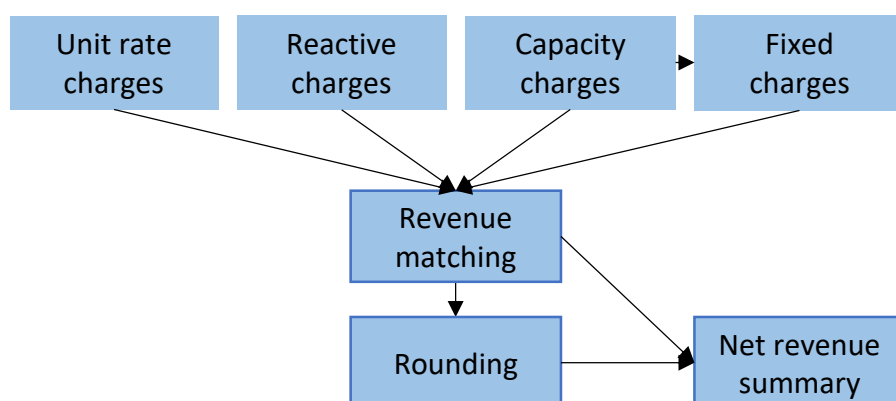 Unit rate
charges
Reactive
charges
Capacity
charges
Fixed
charges
Revenue
matching
Rounding
Net revenue
summary